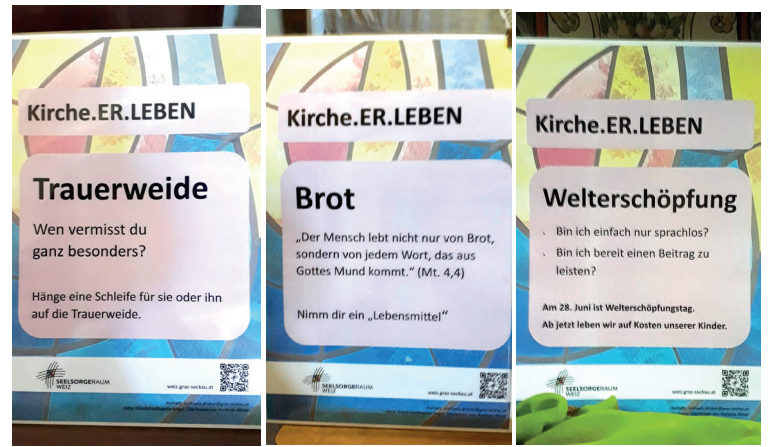 Kirche.ER.LEBEN
Trauerweide
Wen vermisst du
ganz besonders?
Hänge eine Schleife für sie oder ihn
auf die Trauerweide.
SEELSORGERAUM
WEIZ
weiz.graz-seckau.at
Kirche.ER.LEBEN
Brot
„Der Mensch lebt nicht nur von Brot,
sondern von jedem Wort, das aus
Gottes Mund kommt.“ (Mt. 4,4)
Nimm dir ein „Lebensmittel“
SEELSORGERAUM
WEIZ
weiz.graz-seckau.at
Kirche.ER.LEBEN
Welterschöpfung
Bin ich einfach nur sprachlos?
Bin ich bereit einen Beitrag zu
leisten?
Am 28. Juni ist Welterschöpfungstag.
Ab jetzt leben wir auf Kosten unserer Kinder.
SEELSORGERAUM
WEIZ
weiz.graz-seckau.at